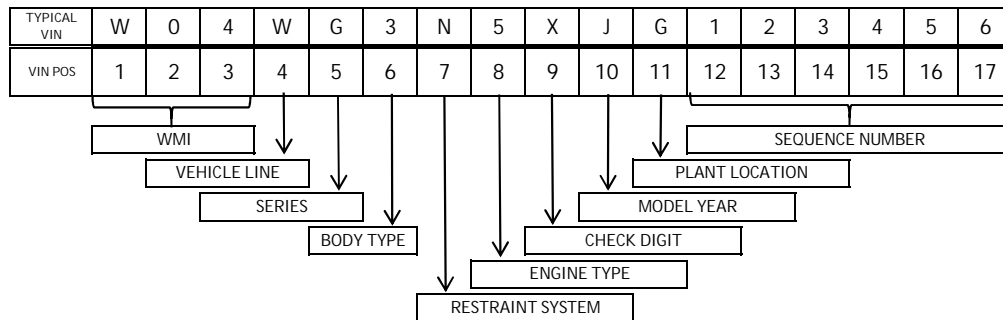 TYPICAL VIN W 0 4 W G 3 N 5 X J G 1 2 3 4 5 6
VIN POS 1 2 3 4 5 6 7 8 9 10 11 12 13 14 15 16 17
WMI SEQUENCE NUMBER
VEHICLE LINE PLANT LOCATION
SERIES MODEL YEAR
BODY TYPE CHECK DIGIT
ENGINE TYPE
RESTRAINT SYSTEM